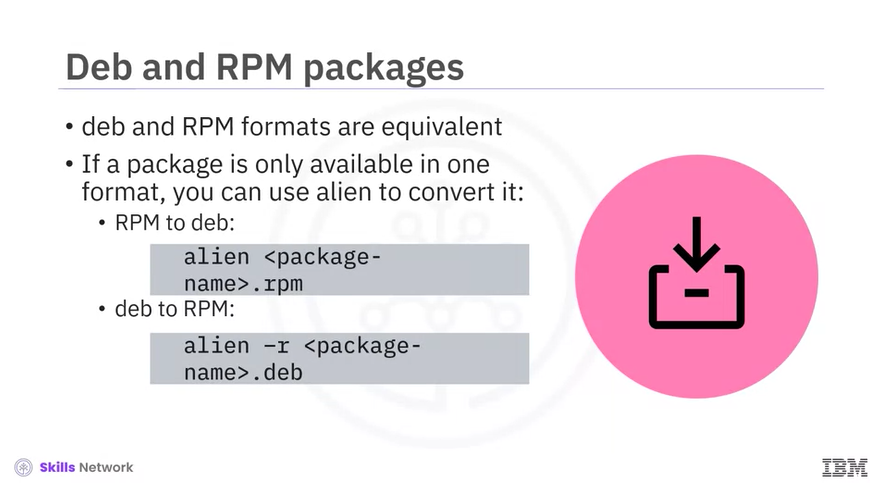 Deb and RPM packages
• deb and RPM formats are equivalent
• If a package is only available in one
format, you can use alien to convert it:
• RPM to deb:
alien <package-
name>.rpm
• deb to RPM:
alien –r <package-
name>.deb
Skills Network
IBM